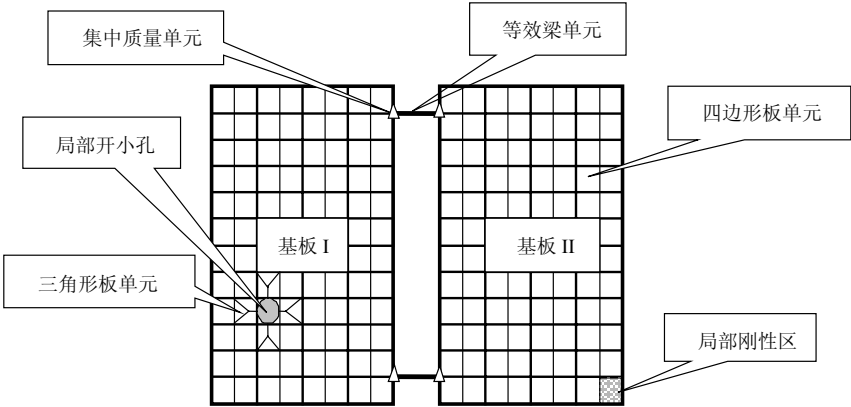 集中质量单元
等效梁单元
四边形板单元
局部开小孔
基板 I
基板 II
三角形板单元
局部刚性区